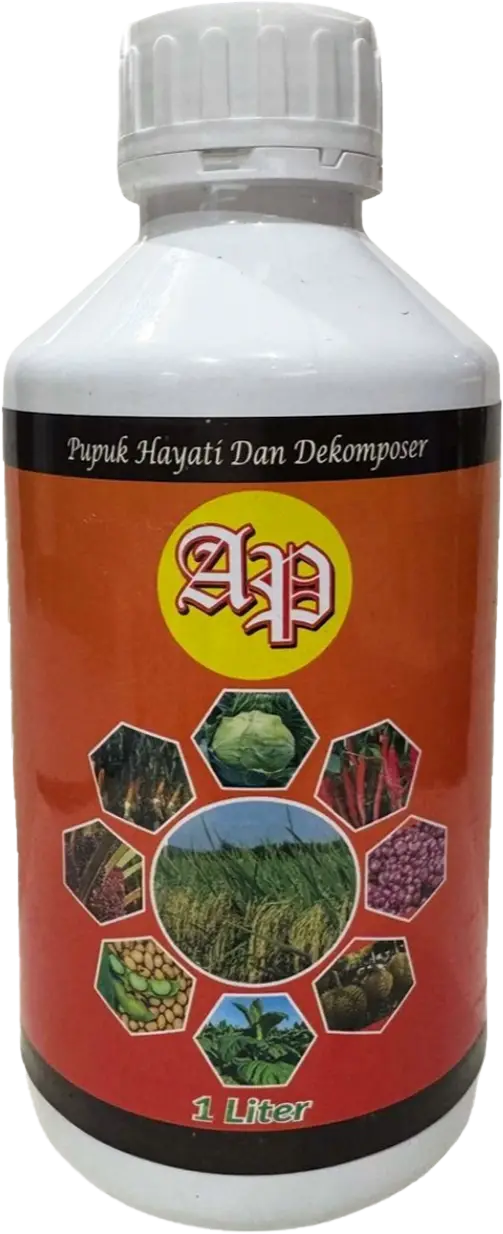 Pupuk Hayati Dan Dekomposer
AP
1 Liter